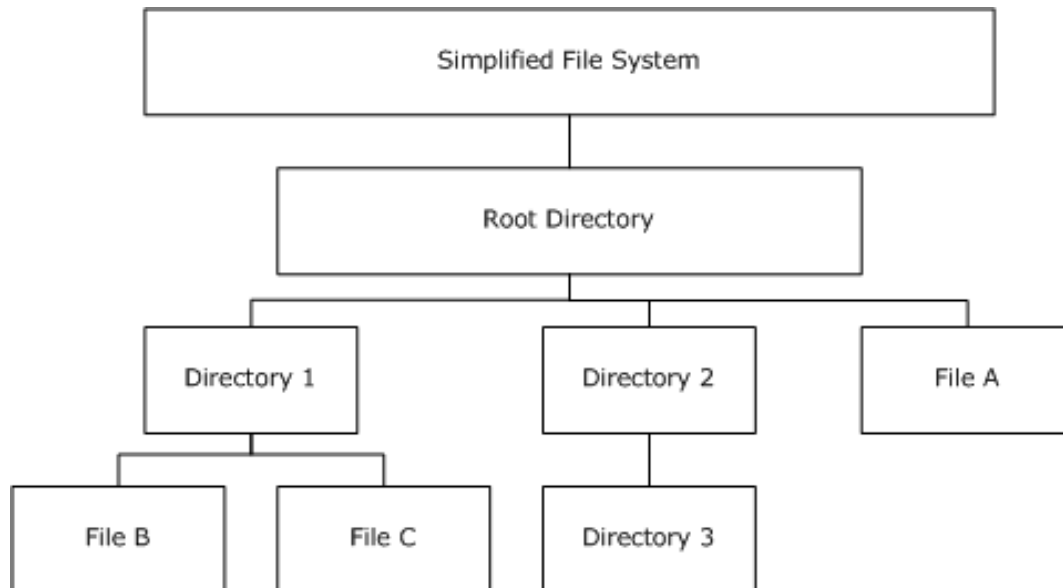 Simplified File System
Root Directory
Directory 1
Directory 2
File A
File B
File C
Directory 3